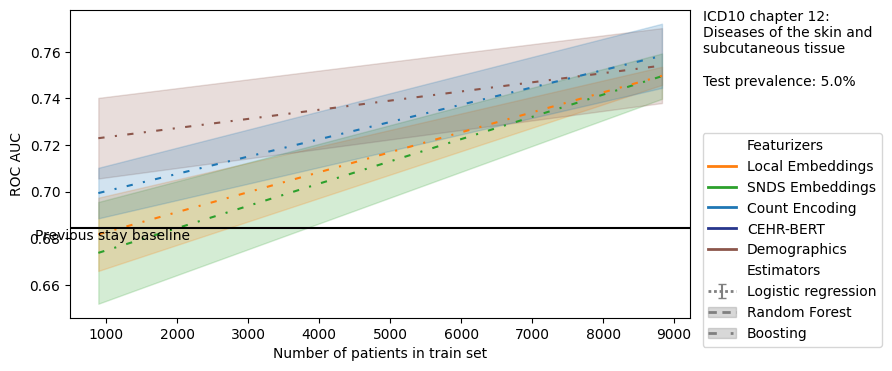 ICD10 chapter 12:
Diseases of the skin and
subcutaneous tissue
Test prevalence: 5.0%
ROC AUC
0.76
0.74
0.72
0.70
0.68
0.66
Previous stay baseline
1000 2000 3000 4000 5000 6000 7000 8000 9000
Number of patients in train set
Featurizers
Local Embeddings
SNDS Embeddings
Count Encoding
CEHR-BERT
Demographics
Estimators
Logistic regression
Random Forest
Boosting